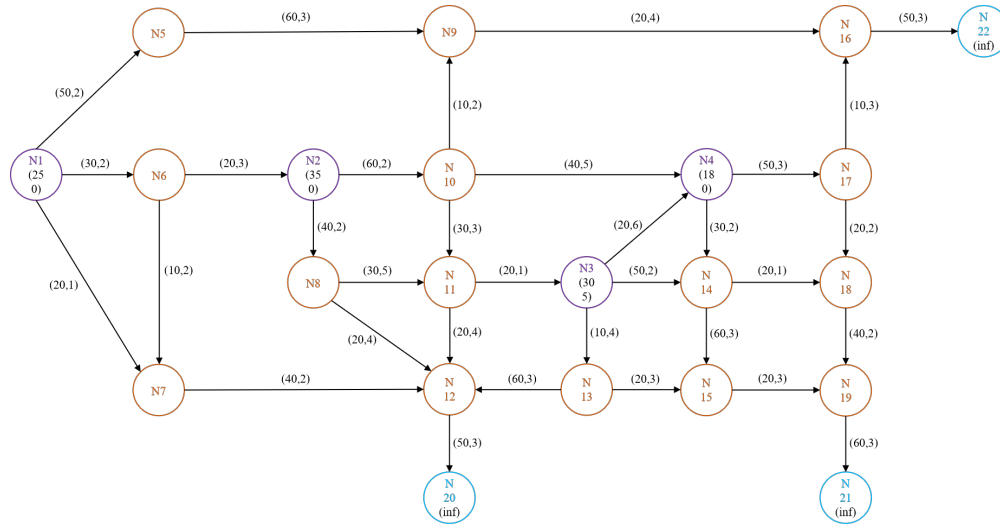 (60,3)
(20,4)
(50,3)
N5
N9
N
16
N
22
(inf)
(50,2)
(10,2)
(10,3)
N1
(25
0)
(30,2)
N6
(20,3)
N2
(35
0)
(60,2)
N
10
(40,5)
N4
(18
0)
(50,3)
N
17
(20,1)
(10,2)
(40,2)
(30,3)
(20,6)
(30,2)
(20,2)
N8
(30,5)
N
11
(20,1)
N3
(30
5)
(50,2)
N
14
(20,1)
N
18
(20,4)
(20,4)
(10,4)
(60,3)
(40,2)
N7
(40,2)
N
12
(60,3)
N
13
(20,3)
N
15
(20,3)
N
19
(50,3)
(60,3)
N
20
(inf)
N
21
(inf)